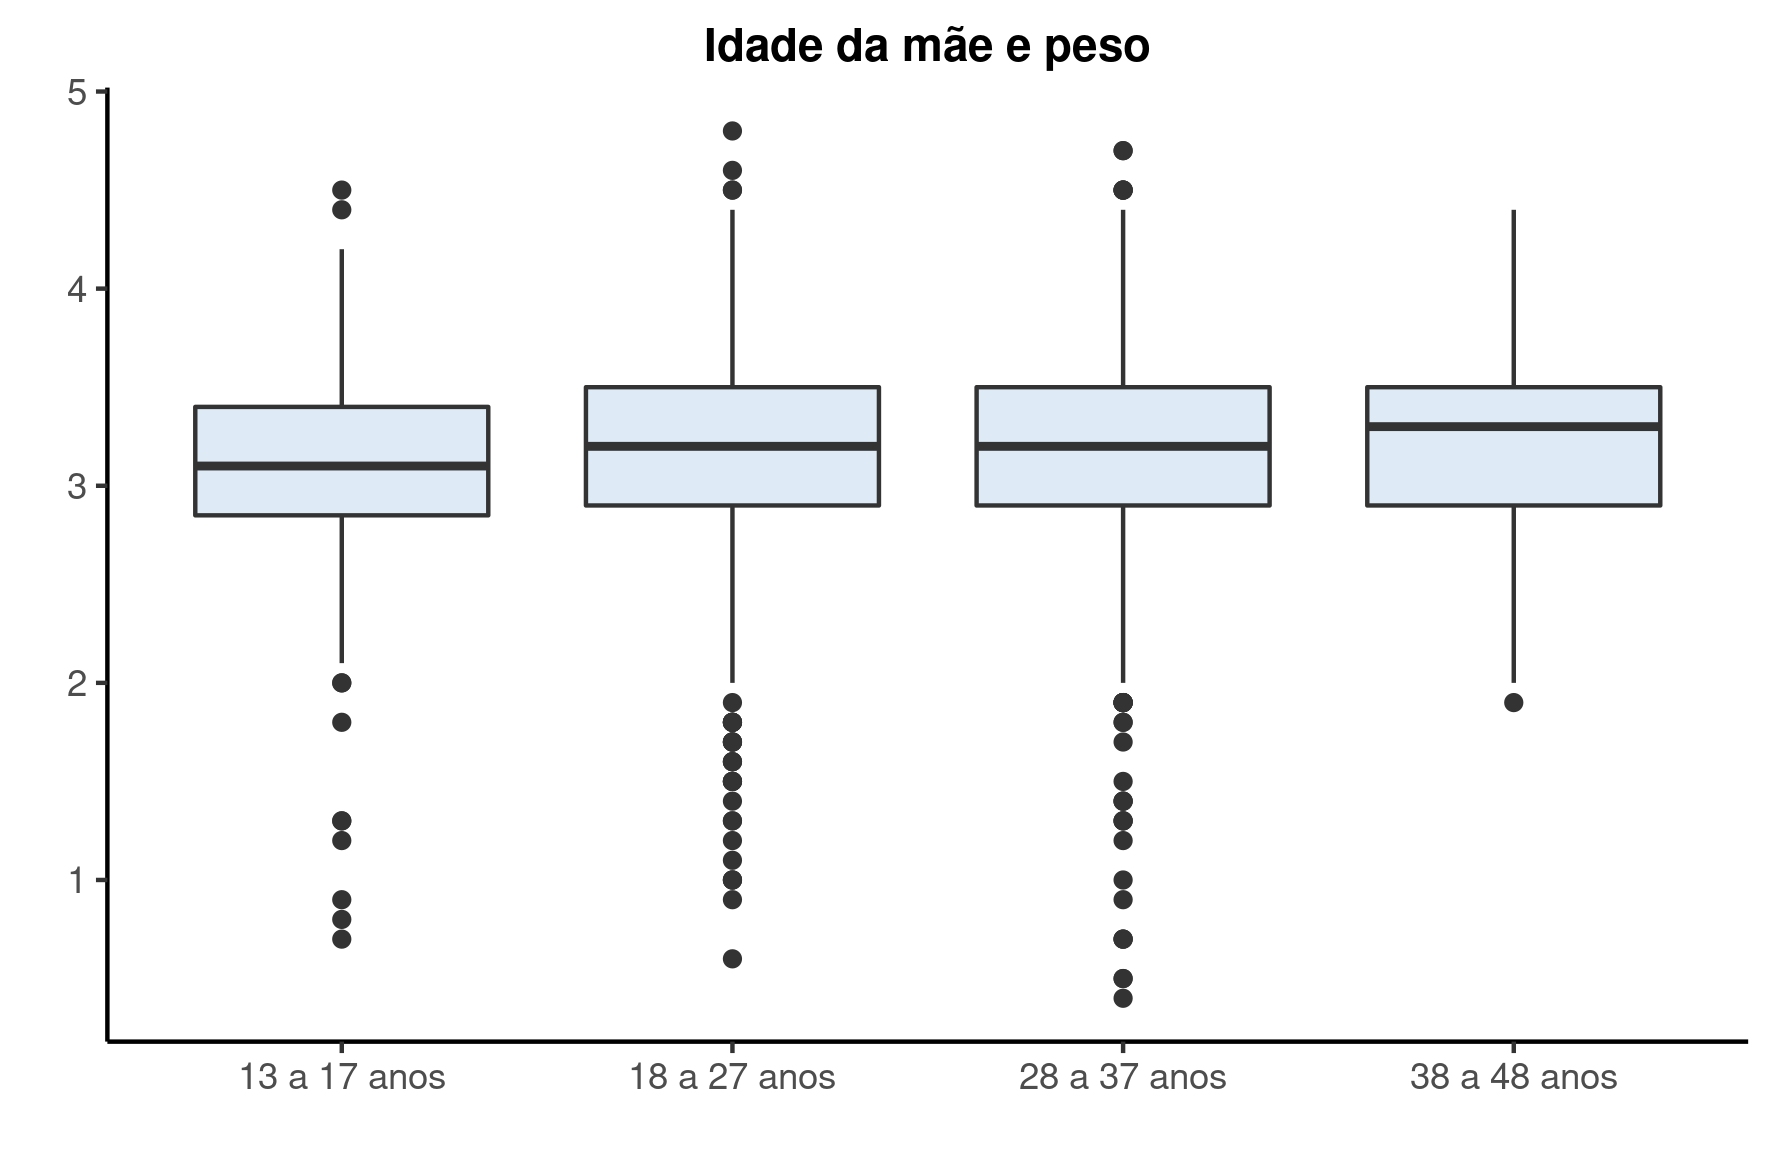 Idade da mãe e peso
5
4
3
2
1
13 a 17 anos
18 a 27 anos
28 a 37 anos
38 a 48 anos